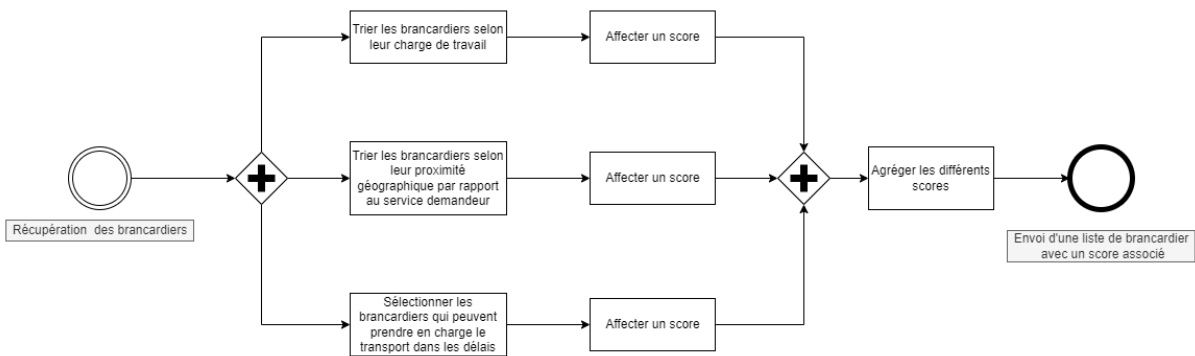 Trier les brancardiers selon
leur charge de travail
Affecter un score
Trier les brancardiers selon
leur proximité
géographique par rapport
au service demandeur
Affecter un score
Agréger les différents
scores
Récupération  des brancardiers
Envoi d'une liste de brancardier
avec un score associé
Sélectionner les
brancardiers qui peuvent
prendre en charge le
transport dans les délais
Affecter un score